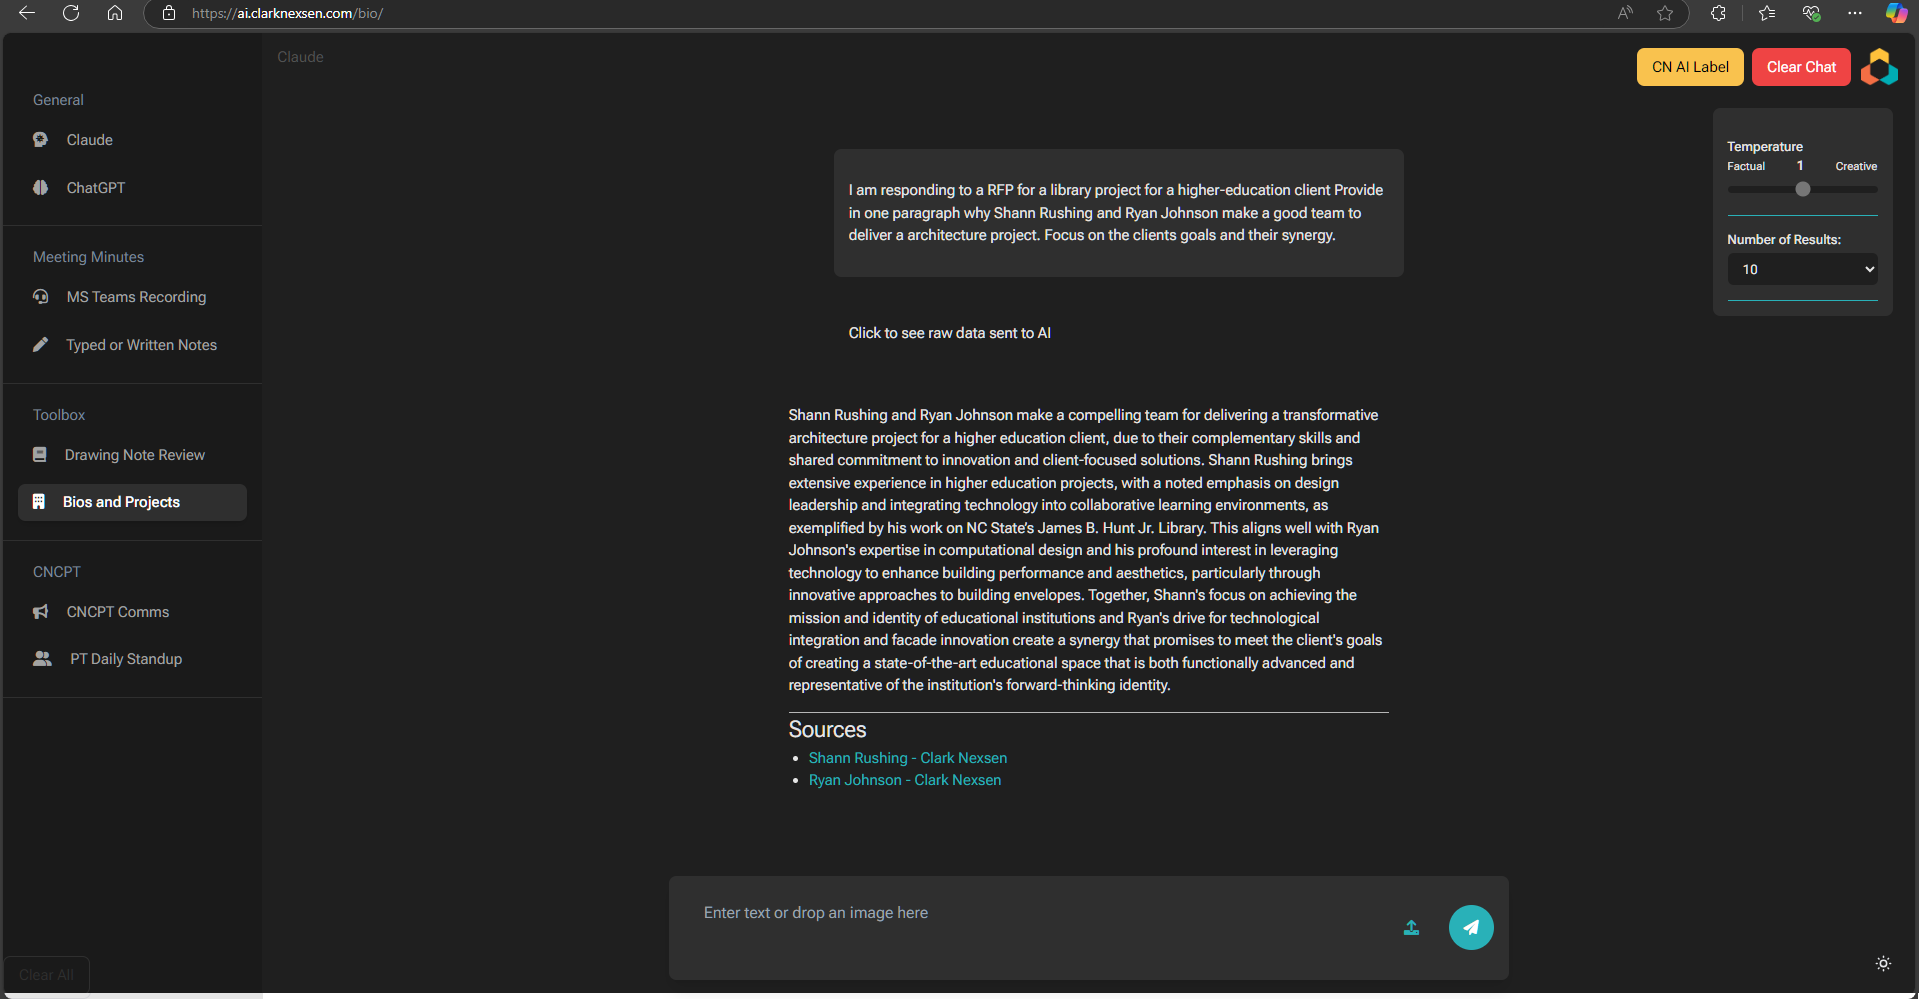 https://ai.clarknexsen.com/bio/
Claude
CN AI Label
Clear Chat
General
Claude
ChatGPT
Meeting Minutes
MS Teams Recording
Typed or Written Notes
Toolbox
Drawing Note Review
Bios and Projects
CNCPT
CNCPT Comms
PT Daily Standup
Clear All
I am responding to a RFP for a library project for a higher-education client Provide
in one paragraph why Shann Rushing and Ryan Johnson make a good team to
deliver a architecture project. Focus on the clients goals and their synergy.
Click to see raw data sent to AI
Shann Rushing and Ryan Johnson make a compelling team for delivering a transformative
architecture project for a higher education client, due to their complementary skills and
shared commitment to innovation and client-focused solutions. Shann Rushing brings
extensive experience in higher education projects, with a noted emphasis on design
leadership and integrating technology into collaborative learning environments, as
exemplified by his work on NC State’s James B. Hunt Jr. Library. This aligns well with Ryan
Johnson's expertise in computational design and his profound interest in leveraging
technology to enhance building performance and aesthetics, particularly through
innovative approaches to building envelopes. Together, Shann's focus on achieving the
mission and identity of educational institutions and Ryan's drive for technological
integration and facade innovation create a synergy that promises to meet the client's goals
of creating a state-of-the-art educational space that is both functionally advanced and
representative of the institution's forward-thinking identity.
Sources
Shann Rushing - Clark Nexsen
Ryan Johnson - Clark Nexsen
Enter text or drop an image here
Temperature
Factual 1 Creative
Number of Results:
10